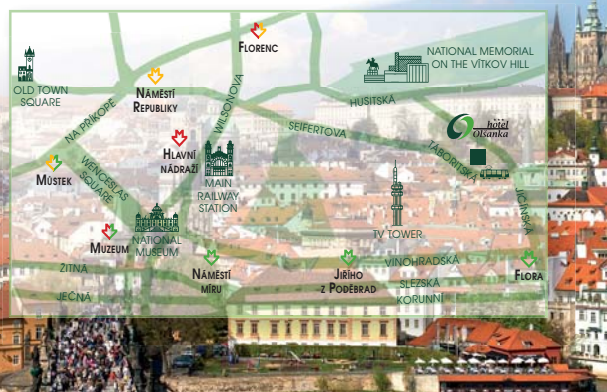 FLORENC
NATIONAL MEMORIAL
ON THE VÍTKOV HILL
OLD TOWN
SQUARE
NÁMĚSTÍ
REPUBLIKY
WILSONOVA
HUSITSKÁ
NA PŘÍKOPĚ
SEIFERTOVA
hotel
Olšanka
TÁBORITSKÁ
HLAVNÍ
NÁDRAŽÍ
MŮSTEK
WENCESLAS
SQUARE
MAIN
RAILWAY
STATION
JIČÍNSKÁ
MUZEUM
NATIONAL
MUSEUM
TV TOWER
ŽITNÁ
NÁMĚSTÍ
MÍRU
JIŘÍHO
Z PODĚBRAD
VINOHRADSKÁ
FLORA
SLEZSKÁ
JEČNÁ
KORUNNÍ